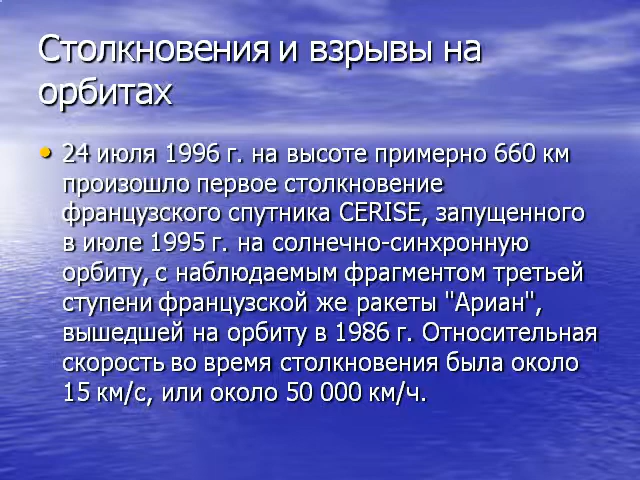 Столкновения и взрывы на
орбитах
• 24 июля 1996 г. на высоте примерно 660 км
произошло первое столкновение
французского спутника CERISE, запущенного
в июле 1995 г. на солнечно-синхронную
орбиту, с наблюдаемым фрагментом третьей
ступени французской же ракеты "Ариан",
вышедшей на орбиту в 1986 г. Относительная
скорость во время столкновения была около
15 км/с, или около 50 000 км/ч.